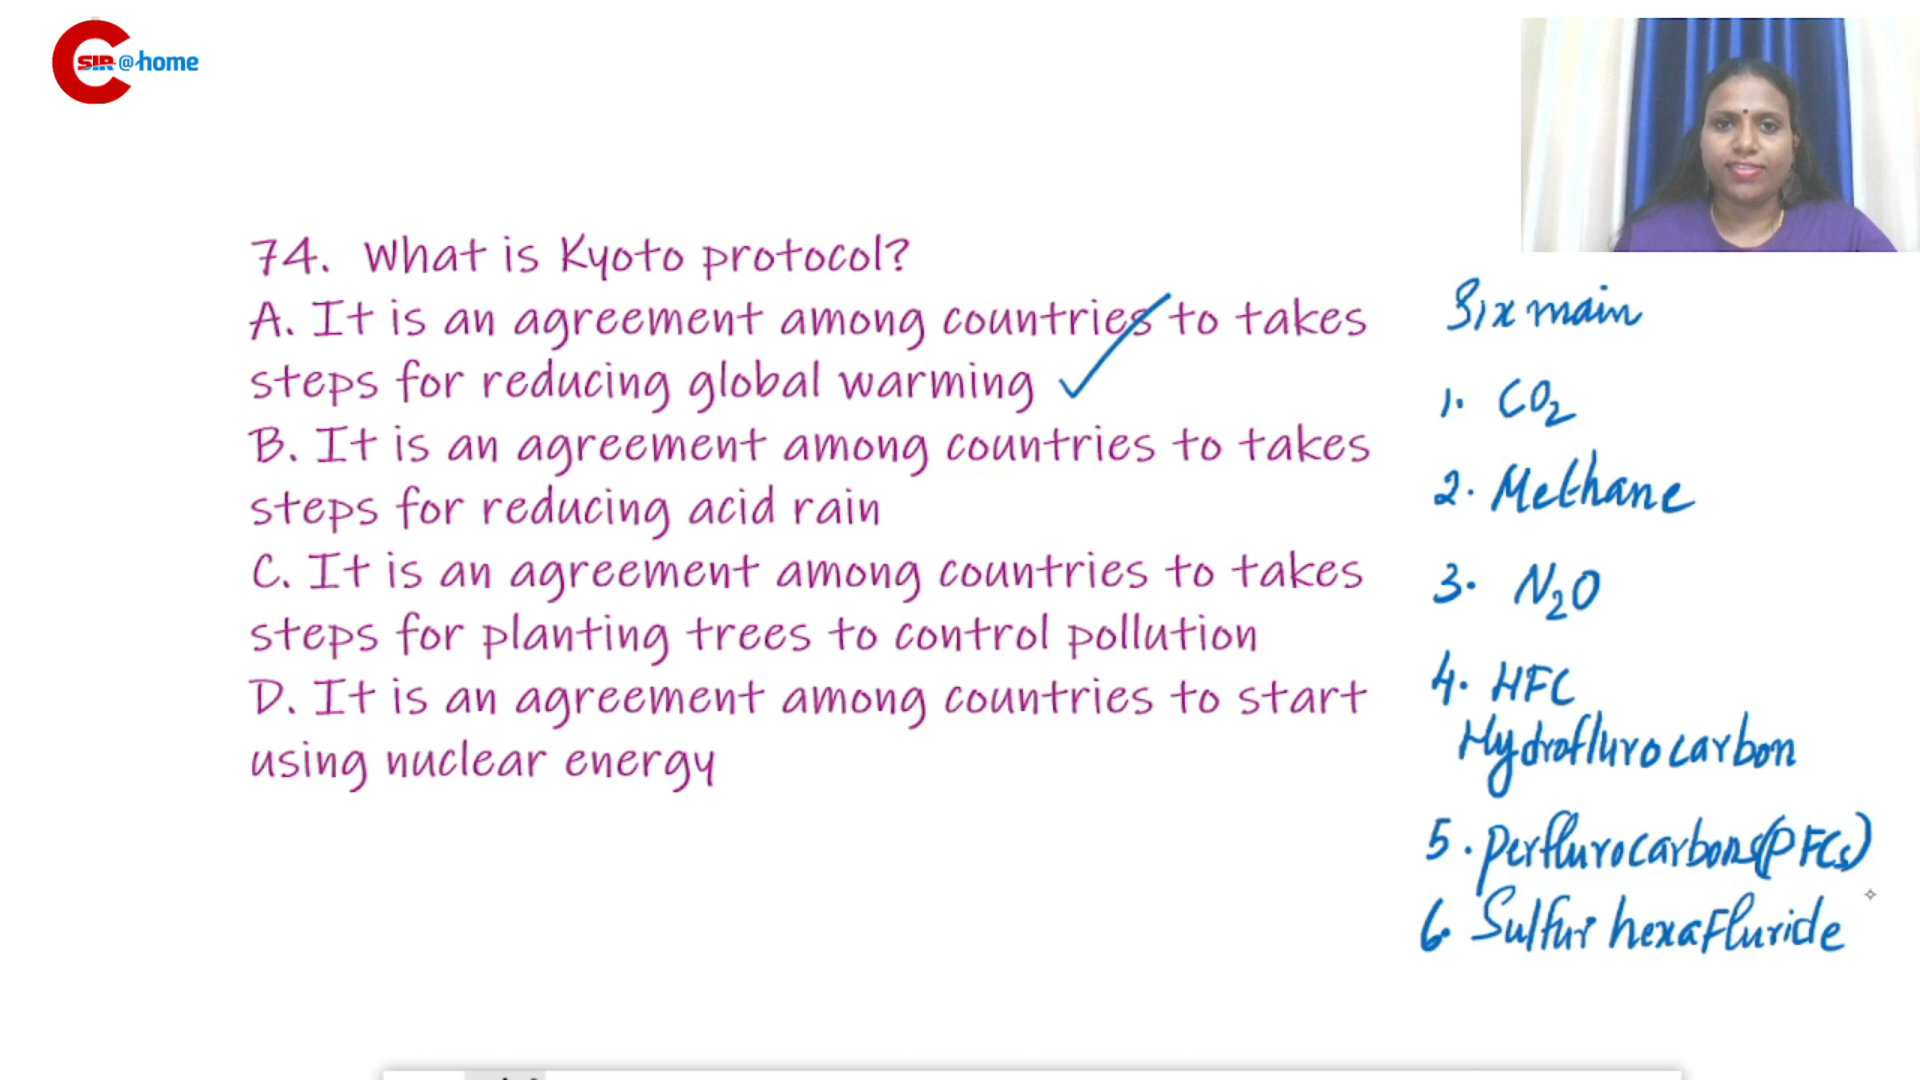 CSIR@home
74. What is Kyoto protocol?
A. It is an agreement among countries to takes
steps for reducing global warming
B. It is an agreement among countries to takes
steps for reducing acid rain
C. It is an agreement among countries to takes
steps for planting trees to control pollution
D. It is an agreement among countries to start
using nuclear energy
Six main
1. CO2
2. Methane
3. N2O
4. HFC
Hydroflurocarbon
5. perflurocarbons(PFCs)
6. Sulfur hexaFluride